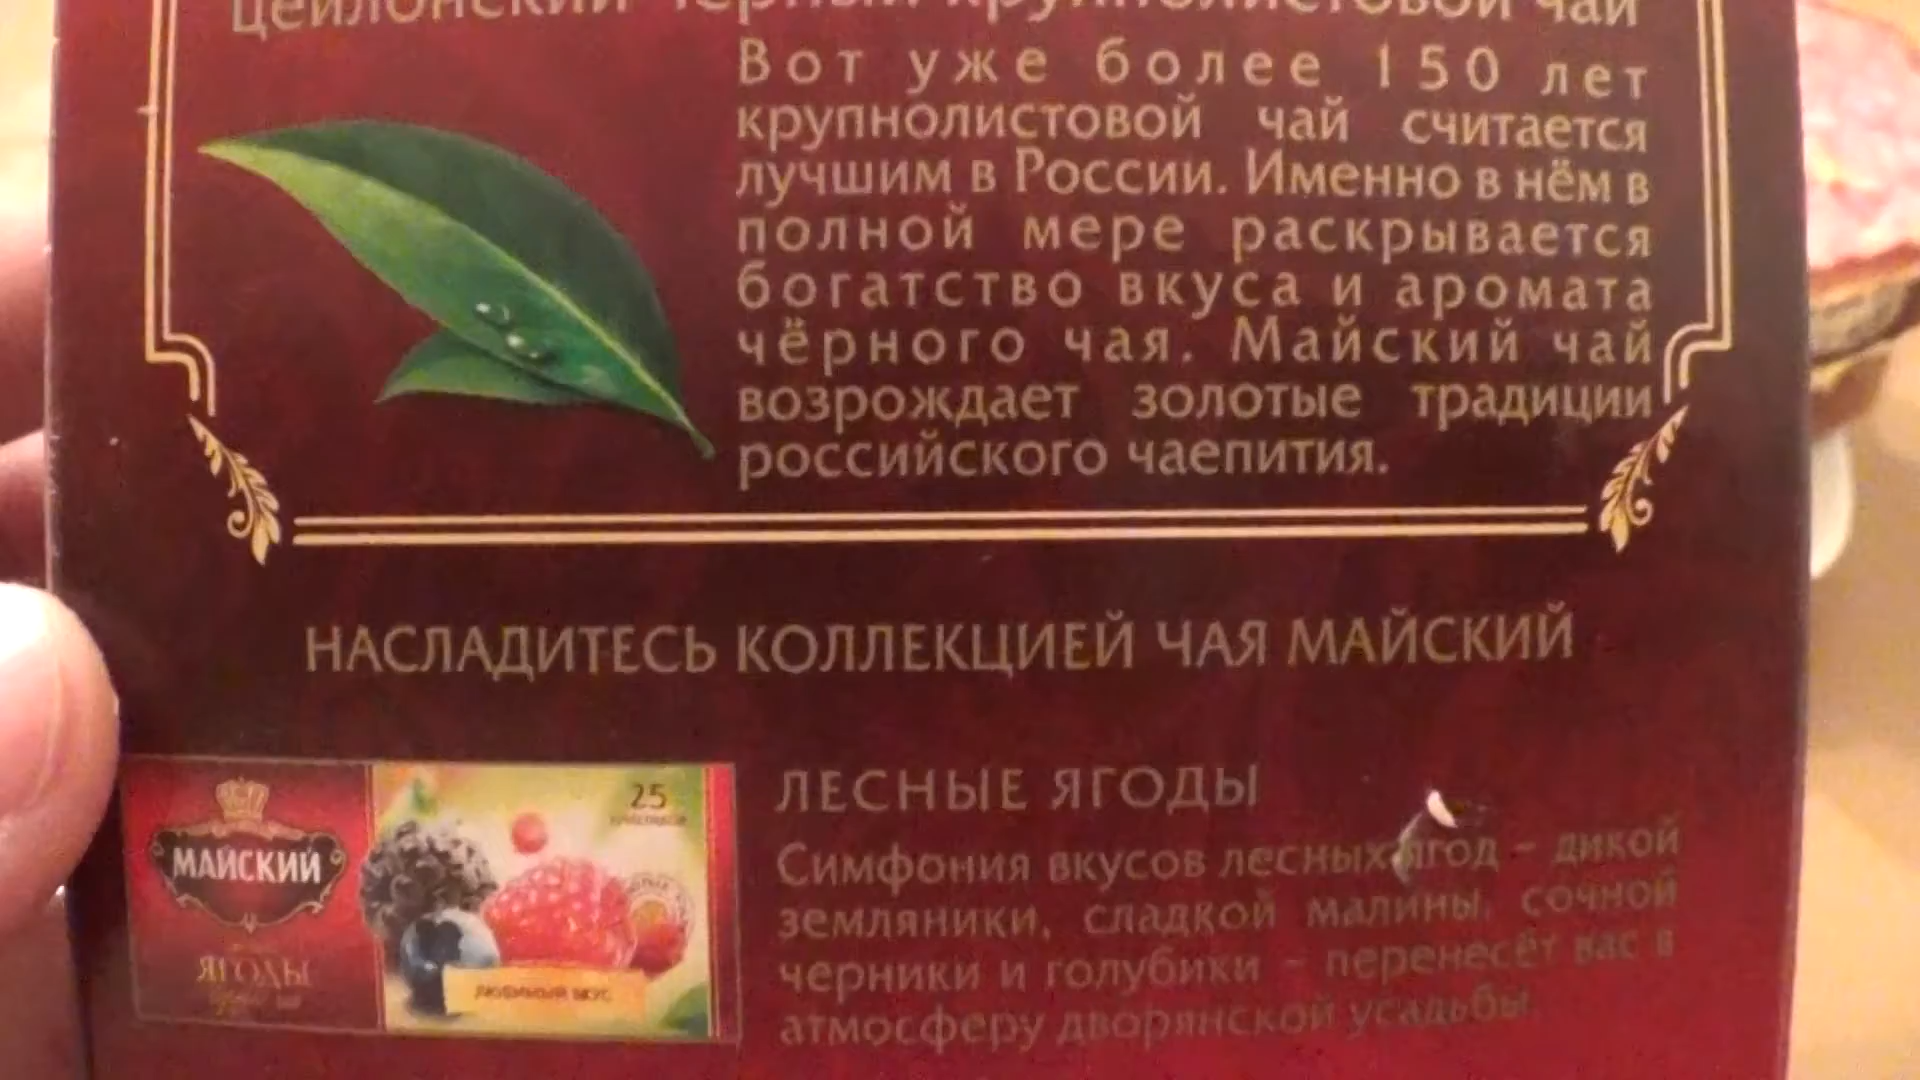 цейлонский чёрный крупнолистовой чай
Вот уже более 150 лет
крупнолистовой чай считается
лучшим в России. Именно в нём в
полной мере раскрывается
богатство вкуса и аромата
чёрного чая. Майский чай
возрождает золотые традиции
российского чаепития.
НАСЛАДИТЕСЬ КОЛЛЕКЦИЕЙ ЧАЯ МАЙСКИЙ
ЛЕСНЫЕ ЯГОДЫ
Симфония вкусов лесных ягод – дикой
земляники, сладкой малины, сочной
черники и голубики – перенесёт вас в
атмосферу дворянской усадьбы.
25
МАЙСКИЙ
ЯГОДЫ
ЛЮБИМЫЙ ВКУС